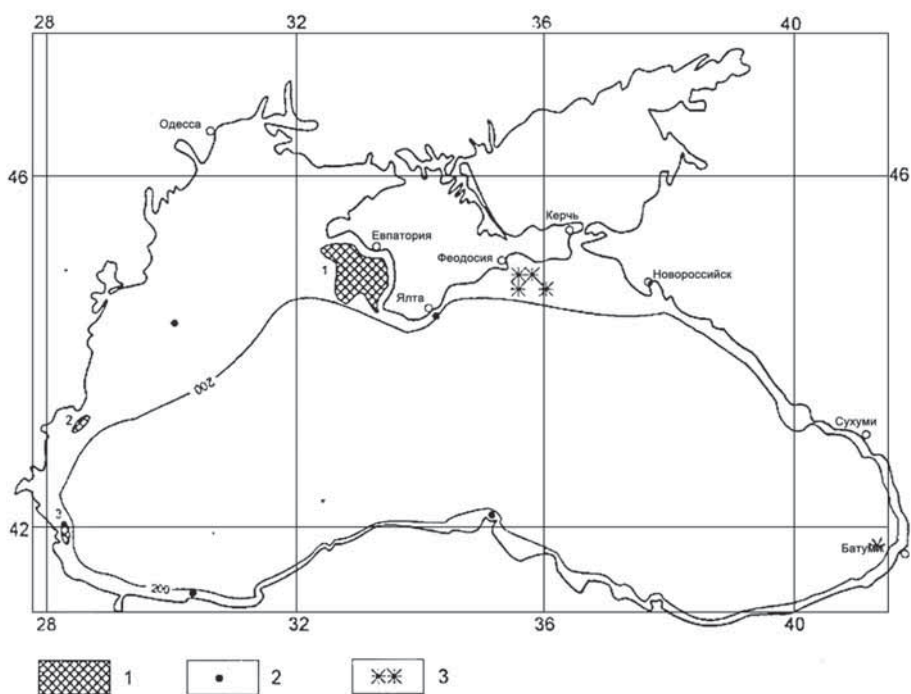 28 32 36 40
Одесса
46 46
Керчь
Евпатория
Феодосия
1
Новороссийск
Ялта
200
2
Сухуми
3
42
Батуми
200
28 32 36 40
1 2 3